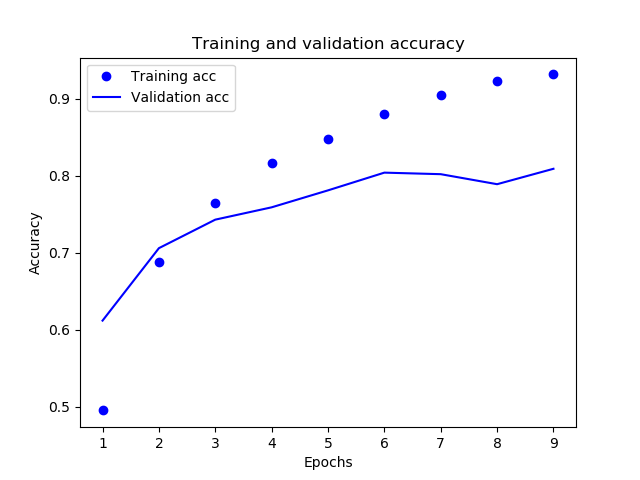 Training and validation accuracy
Training acc
Validation acc
0.9
0.8
0.7
0.6
0.5
Accuracy
1 2 3 4 5 6 7 8 9
Epochs